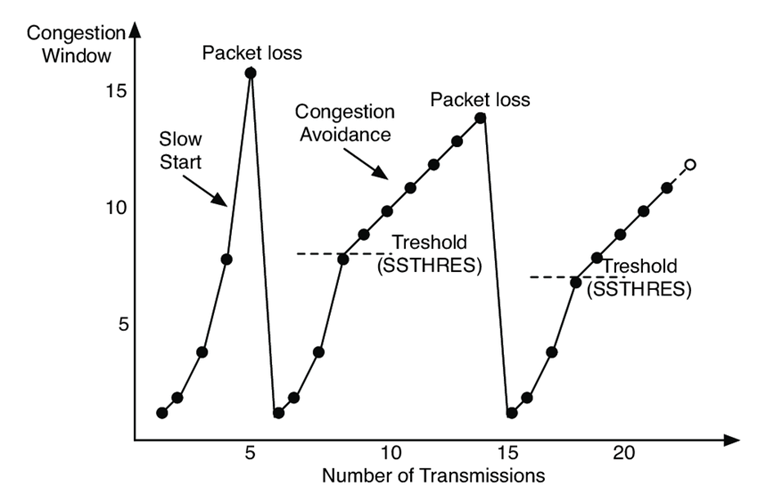 Congestion
Window
Packet loss
15
Packet loss
Congestion
Avoidance
Slow
Start
10
Treshold
(SSTHRES)
Treshold
(SSTHRES)
5
5
10
15
20
Number of Transmissions